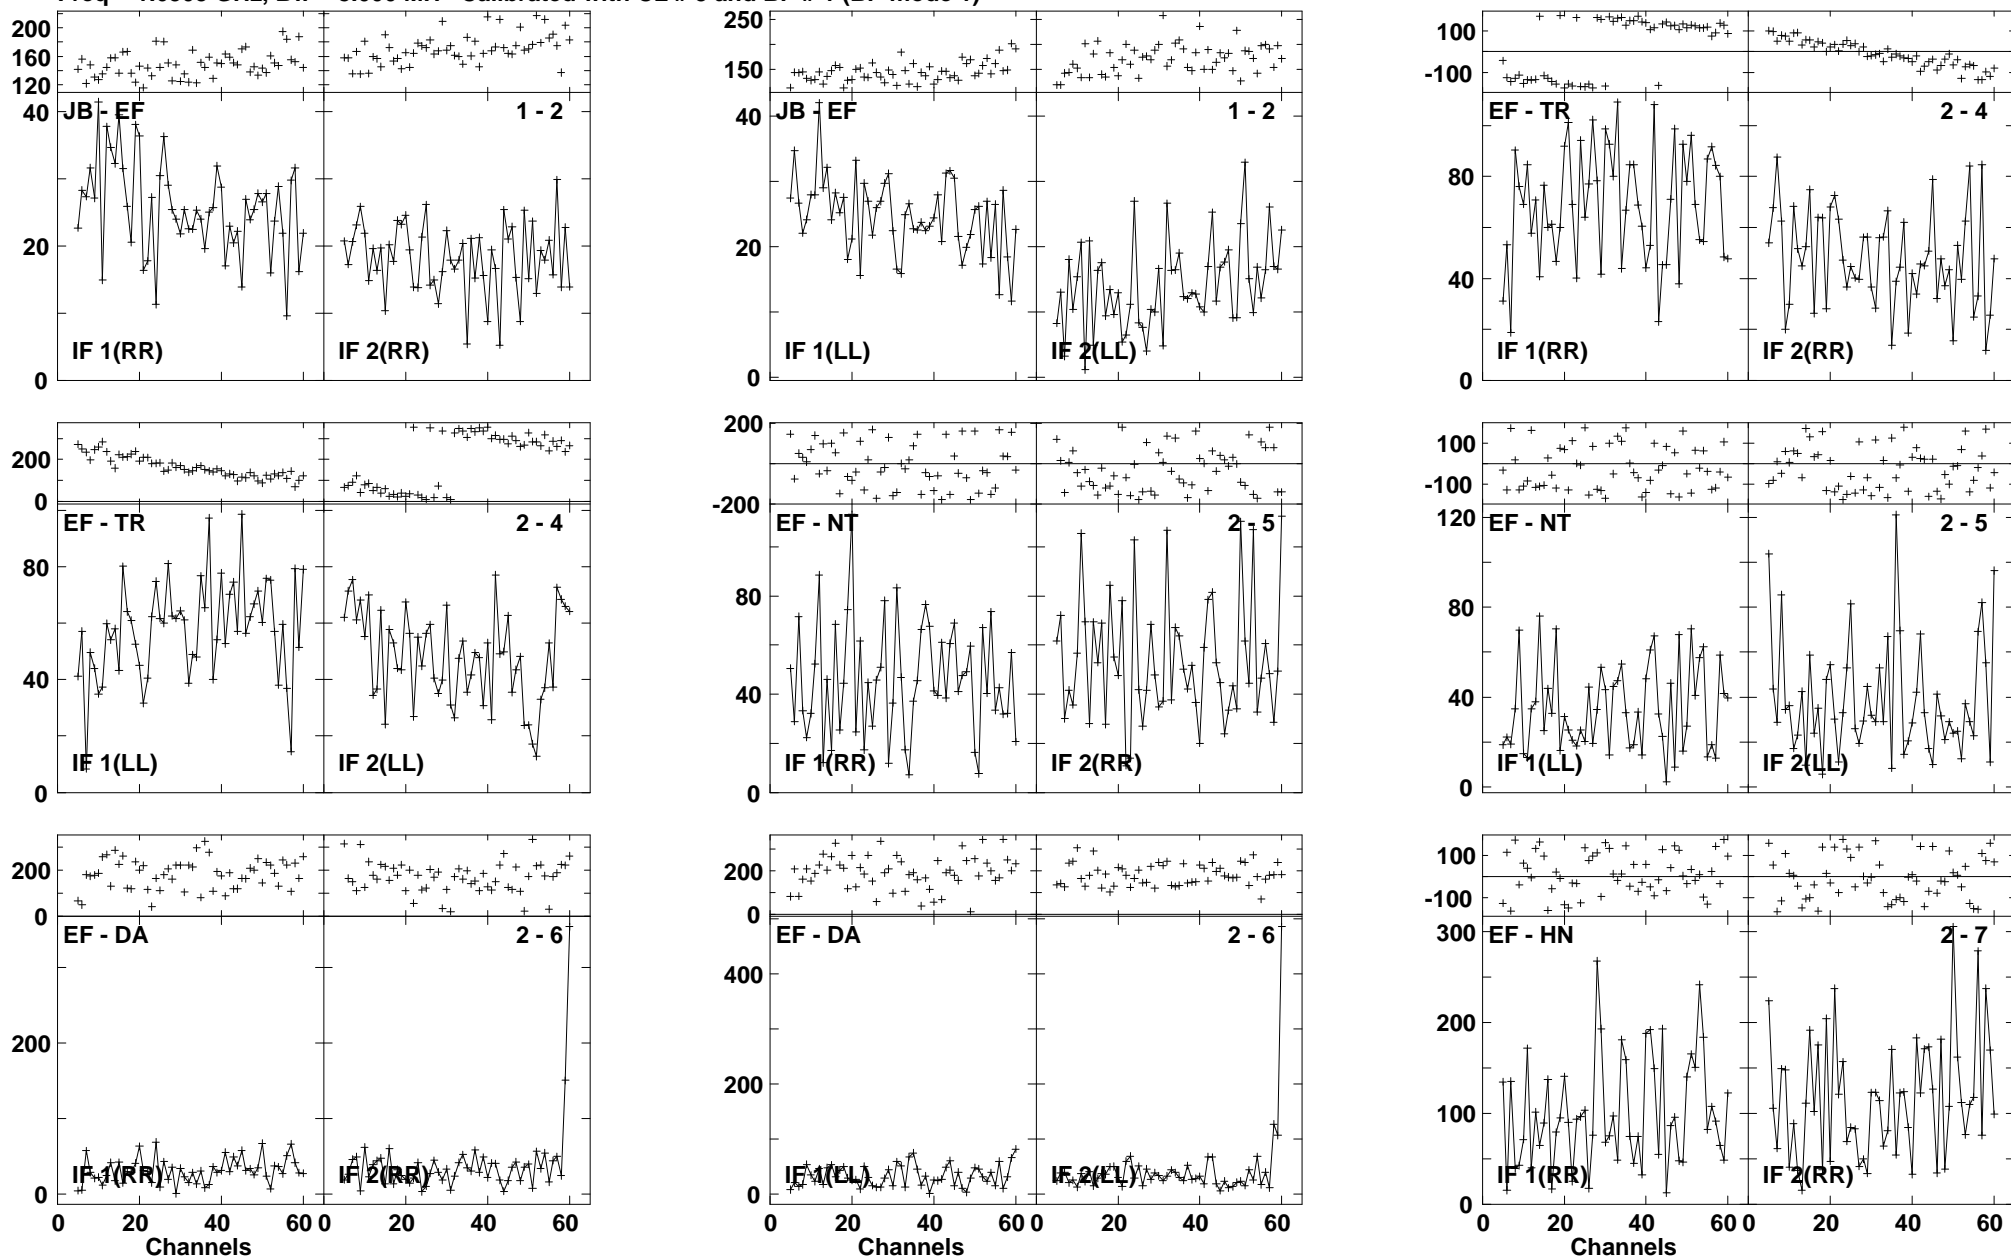 200
160
120
40
20
0
JB - EF
1 - 2
IF 1(RR)
IF 2(RR)
250
150
40
20
0
JB - EF
1 - 2
IF 1(LL)
IF 2(LL)
100
-100
80
40
0
EF - TR
2 - 4
IF 1(RR)
IF 2(RR)
200
0
80
40
0
EF - TR
2 - 4
IF 1(LL)
IF 2(LL)
200
-200
80
40
0
EF - NT
2 - 5
IF 1(RR)
IF 2(RR)
100
-100
120
80
40
0
EF - NT
2 - 5
IF 1(LL)
IF 2(LL)
200
0
200
0
EF - DA
2 - 6
IF 1(RR)
IF 2(RR)
0 20 40 60 0 20 40 60
Channels
200
0
400
200
0
EF - DA
2 - 6
IF 1(LL)
IF 2(LL)
0 20 40 60 0 20 40 60
Channels
100
-100
300
200
100
0
EF - HN
2 - 7
IF 1(RR)
IF 2(RR)
0 20 40 60 0 20 40 60
Channels